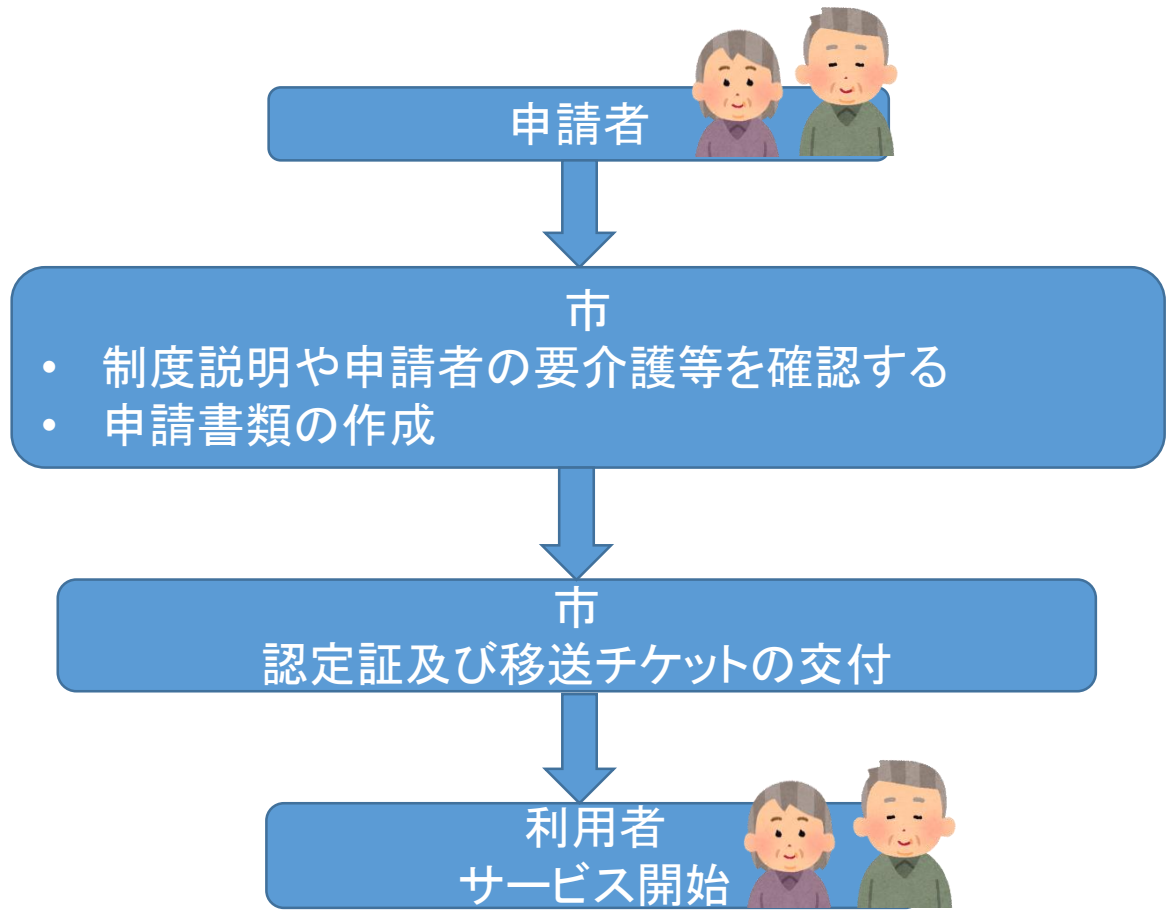 申請者
市
• 制度説明や申請者の要介護等を確認する
• 申請書類の作成
市
認定証及び移送チケットの交付
利用者
サービス開始